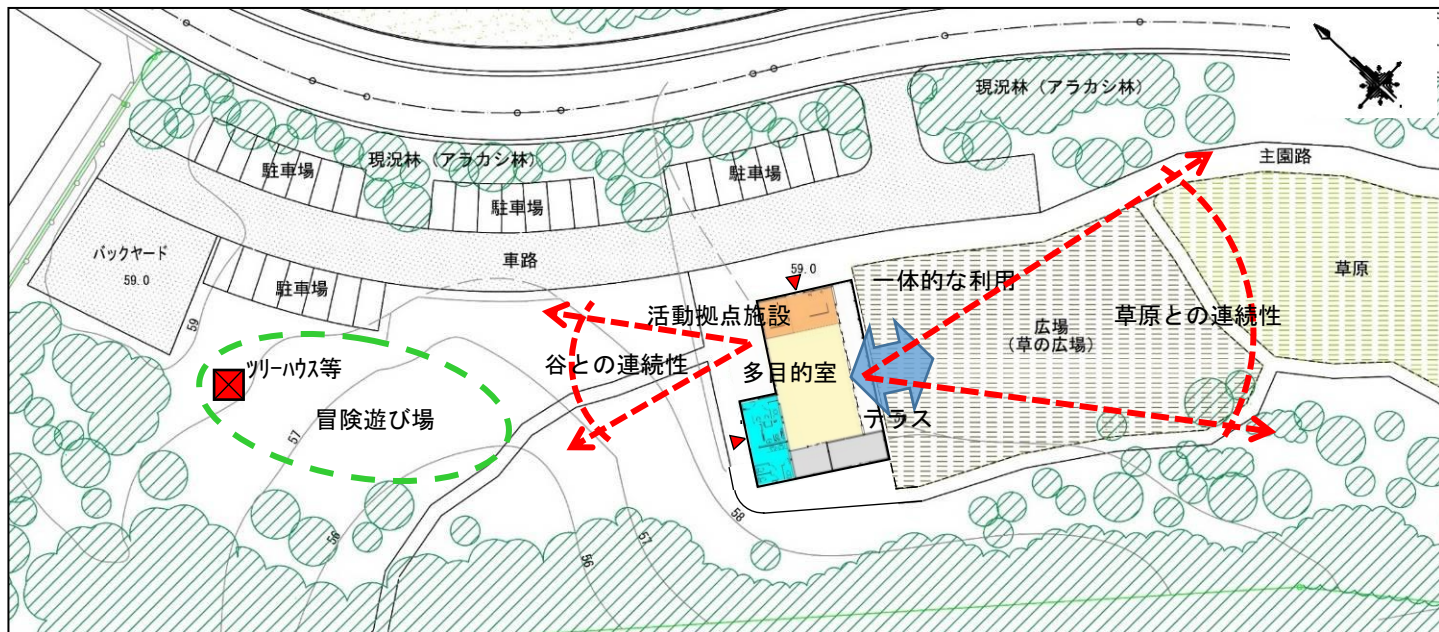 現況林（アラカシ林）
主園路
現況林（アラカシ林）
駐車場
駐車場
駐車場
バックヤード
59.0
車路
59.0
駐車場
一体的な利用
草原
59
活動拠点施設
広場
（草の広場）
草原との連続性
ツリーハウス等
谷との連続性
多目的室
冒険遊び場
テラス
57
58
56
57
56